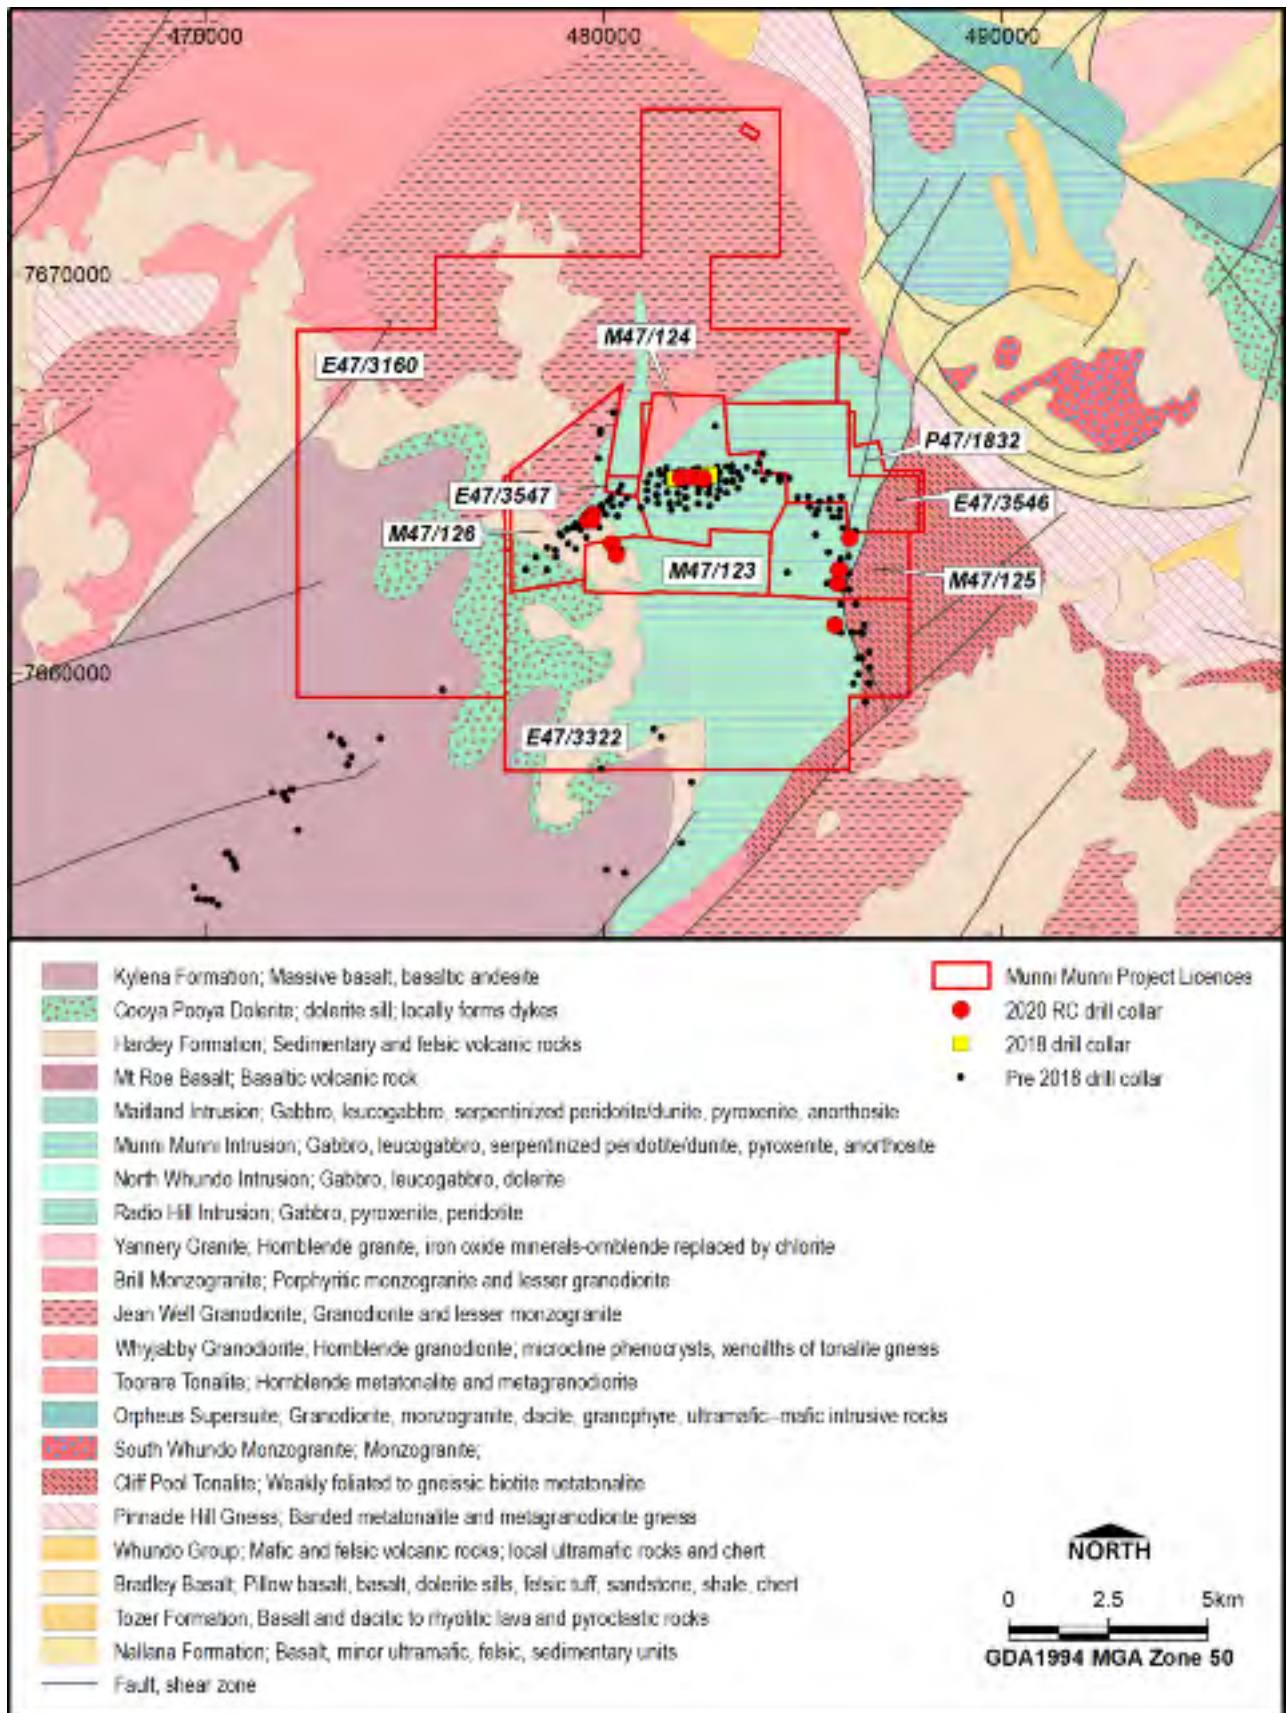 470000 480000 490000
7670000
M47/124
E47/3160
P47/1832
E47/3547
E47/3546
M47/126
M47/123
M47/125
7660000
E47/3322
Kylena Formation; Massive basalt, basaltic andesite
Cooya Pooya Dolerite; dolerite sill; locally forms dykes
Hardey Formation; Sedimentary and felsic volcanic rocks
Mt Roe Basalt; Basaltic volcanic rock
Maitland Intrusion; Gabbro, leucogabbro, serpentinized peridotite/dunite, pyroxenite, anorthosite
Munni Munni Intrusion; Gabbro, leucogabbro, serpentinized peridotite/dunite, pyroxenite, anorthosite
North Whundo Intrusion; Gabbro, leucogabbro, dolerite
Radio Hill Intrusion; Gabbro, pyroxenite, peridotite
Yannery Granite; Hornblende granite, iron oxide minerals-ornblende replaced by chlorite
Brill Monzogranite; Porphyritic monzogranite and lesser granodiorite
Jean Well Granodiorite; Granodiorite and lesser monzogranite
Whyjabby Granodiorite; Hornblende granodiorite; microcline phenocrysts, xenoilths of tonalite gneiss
Toorare Tonalite; Hornblende metatonalite and metagranodiorite
Orpheus Supersuite; Granodiorite, monzogranite, dacite, granophyre, ultramafic–mafic intrusive rocks
South Whundo Monzogranite; Monzogranite;
Cliff Pool Tonalite; Weakly foliated to gneissic biotite metatonalite
Pinnacle Hill Gneiss; Banded metatonalite and metagranodiorite gneiss
Whundo Group; Mafic and felsic volcanic rocks; local ultramafic rocks and chert
Bradley Basalt; Pillow basalt, basalt, dolerite sills, felsic tuff, sandstone, shale, chert
Tozer Formation; Basalt and dacitic to rhyolitic lava and pyroclastic rocks
Nallana Formation; Basalt, minor ultramafic, felsic, sedimentary units
Fault, shear zone
Munni Munni Project Licences
2020 RC drill collar
2018 drill collar
Pre 2018 drill collar
NORTH
0 2.5 5km
GDA1994 MGA Zone 50